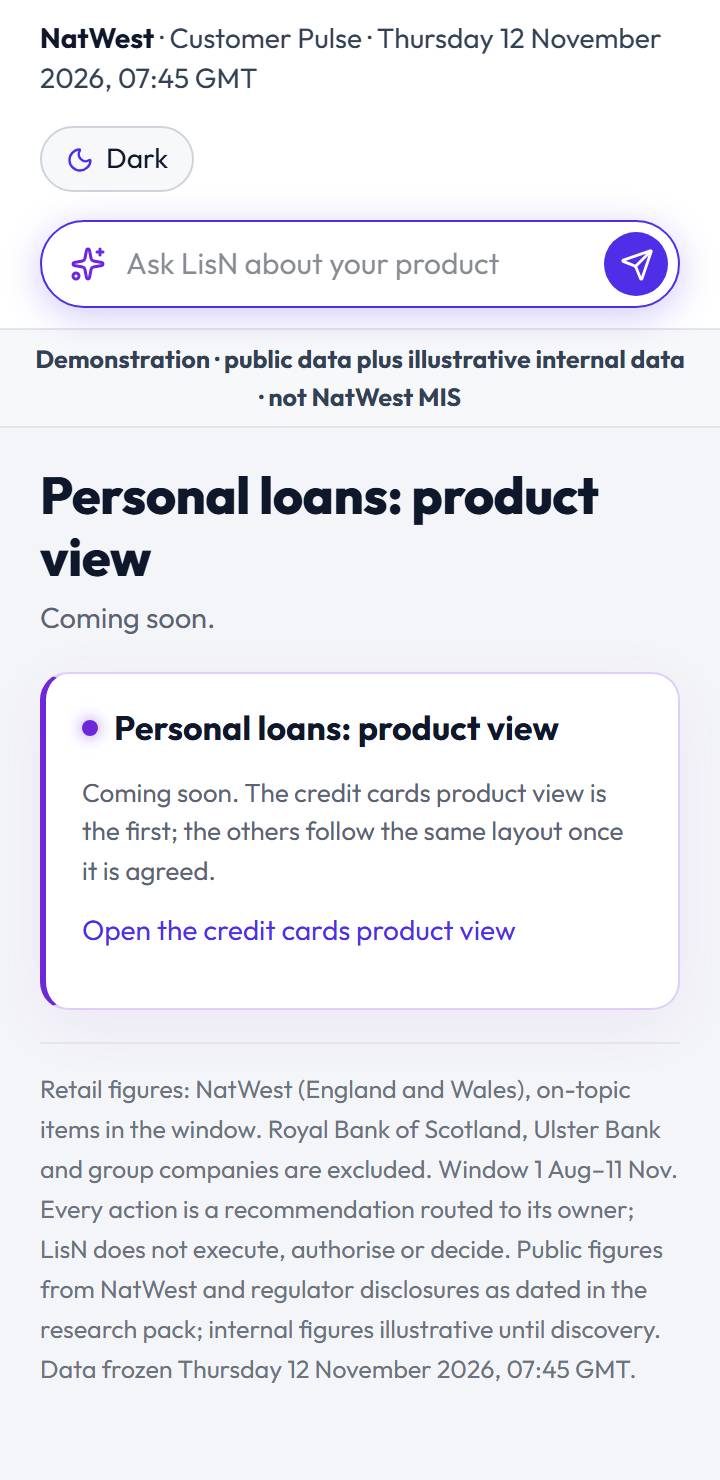 NatWest · Customer Pulse · Thursday 12 November
2026, 07:45 GMT
Dark
Ask LisN about your product
Demonstration · public data plus illustrative internal data
· not NatWest MIS
Personal loans: product
view
Coming soon.
Personal loans: product view
Coming soon. The credit cards product view is
the first; the others follow the same layout once
it is agreed.
Open the credit cards product view
Retail figures: NatWest (England and Wales), on-topic
items in the window. Royal Bank of Scotland, Ulster Bank
and group companies are excluded. Window 1 Aug–11 Nov.
Every action is a recommendation routed to its owner;
LisN does not execute, authorise or decide. Public figures
from NatWest and regulator disclosures as dated in the
research pack; internal figures illustrative until discovery.
Data frozen Thursday 12 November 2026, 07:45 GMT.